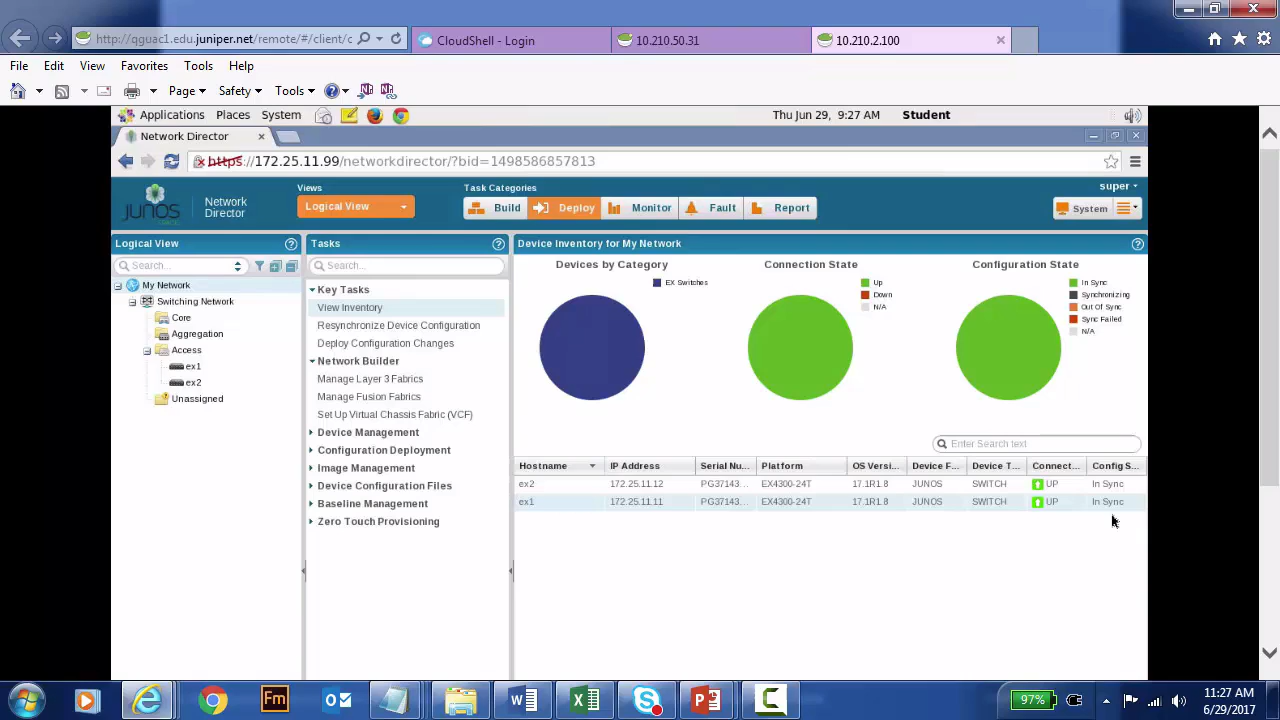 http://qguac1.edu.juniper.net/remote/#/client/c
CloudShell - Login
10.210.50.31
10.210.2.100
File Edit View Favorites Tools Help
Page Safety Tools
Applications Places System
Thu Jun 29, 9:27 AM Student
Network Director
https://172.25.11.99/networkdirector/?bid=1498586857813
JUNOS
Network
Director
Views
Logical View
Task Categories
Build Deploy Monitor Fault Report
super
System
Logical View
Search...
My Network
Switching Network
Core
Aggregation
Access
ex1
ex2
Unassigned
Tasks
Search...
Key Tasks
View Inventory
Resynchronize Device Configuration
Deploy Configuration Changes
Network Builder
Manage Layer 3 Fabrics
Manage Fusion Fabrics
Set Up Virtual Chassis Fabric (VCF)
Device Management
Configuration Deployment
Image Management
Device Configuration Files
Baseline Management
Zero Touch Provisioning
Device Inventory for My Network
Devices by Category
EX Switches
Connection State
Up
Down
N/A
Configuration State
In Sync
Synchronizing
Out Of Sync
Sync Failed
N/A
Enter Search text
Hostname IP Address Serial Nu... Platform OS Versi... Device F... Device T... Connect... Config S...
ex2 172.25.11.12 PG37143... EX4300-24T 17.1R1.8 JUNOS SWITCH UP In Sync
ex1 172.25.11.11 PG37143... EX4300-24T 17.1R1.8 JUNOS SWITCH UP In Sync
Fm
97%
11:27 AM
6/29/2017